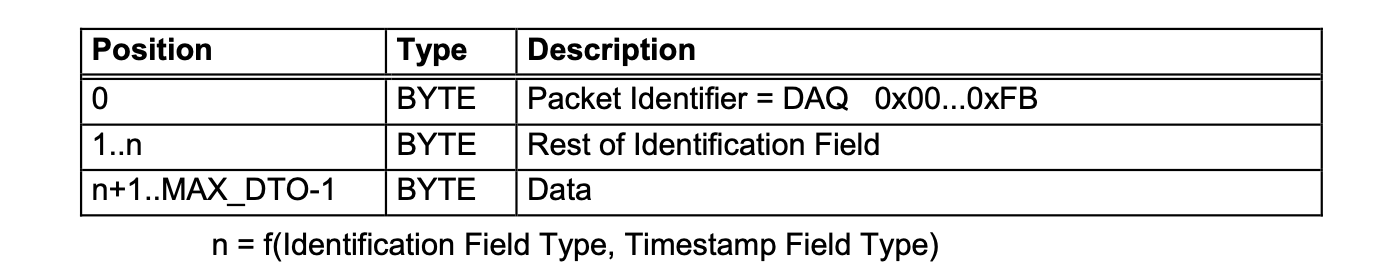 Position Type Description
0 BYTE Packet Identifier = DAQ 0x00...0xFB
1..n BYTE Rest of Identification Field
n+1..MAX_DTO-1 BYTE Data
n = f(Identification Field Type, Timestamp Field Type)